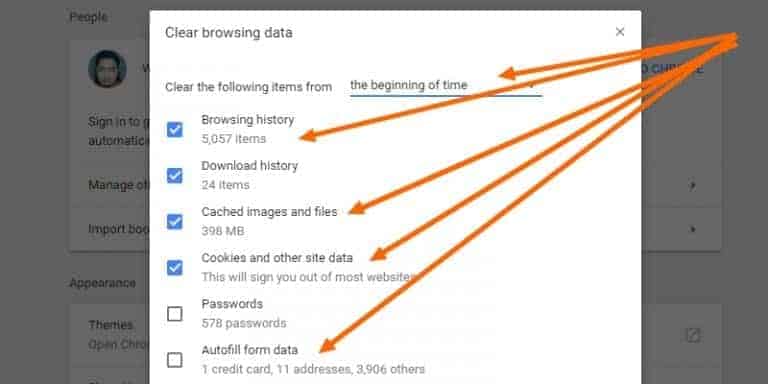 People
Clear browsing data
Clear the following items from the beginning of time
Browsing history
5,057 items
Download history
24 items
Cached images and files
398 MB
Cookies and other site data
This will sign you out of most websites
Passwords
578 passwords
Autofill form data
1 credit card, 11 addresses, 3,906 others
Sign in to g
automatica
Manage ot
Import boo
Appearance
Themes
Open Chro